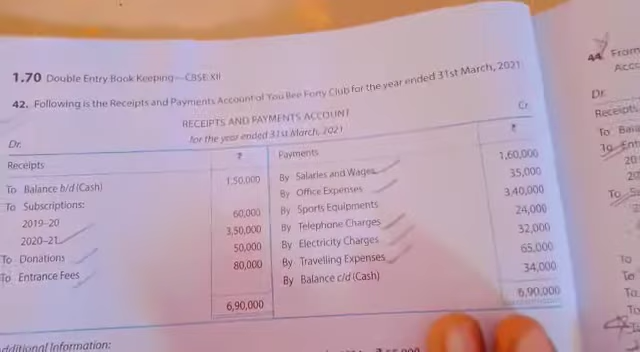 1.70 Double Entry Book Keeping—CBSE XII
42. Following is the Receipts and Payments Account of You Bee Forty Club for the year ended 31st March, 2021
RECEIPTS AND PAYMENTS ACCOUNT
for the year ended 31st March, 2021
Dr. Cr.
Receipts ₹ Payments ₹
To Balance b/d (Cash) 1,50,000 By Salaries and Wages 1,60,000
To Subscriptions: By Office Expenses 35,000
2019-20 60,000 By Sports Equipments 3,40,000
2020-21 3,50,000 By Telephone Charges 24,000
To Donations 50,000 By Electricity Charges 32,000
To Entrance Fees 80,000 By Travelling Expenses 65,000
By Balance c/d (Cash) 34,000
6,90,000 6,90,000
dditional Information:
44. From
Acco
Dr.
Receipts
To Bal
To Ent
20
20
To
To
To
To
To